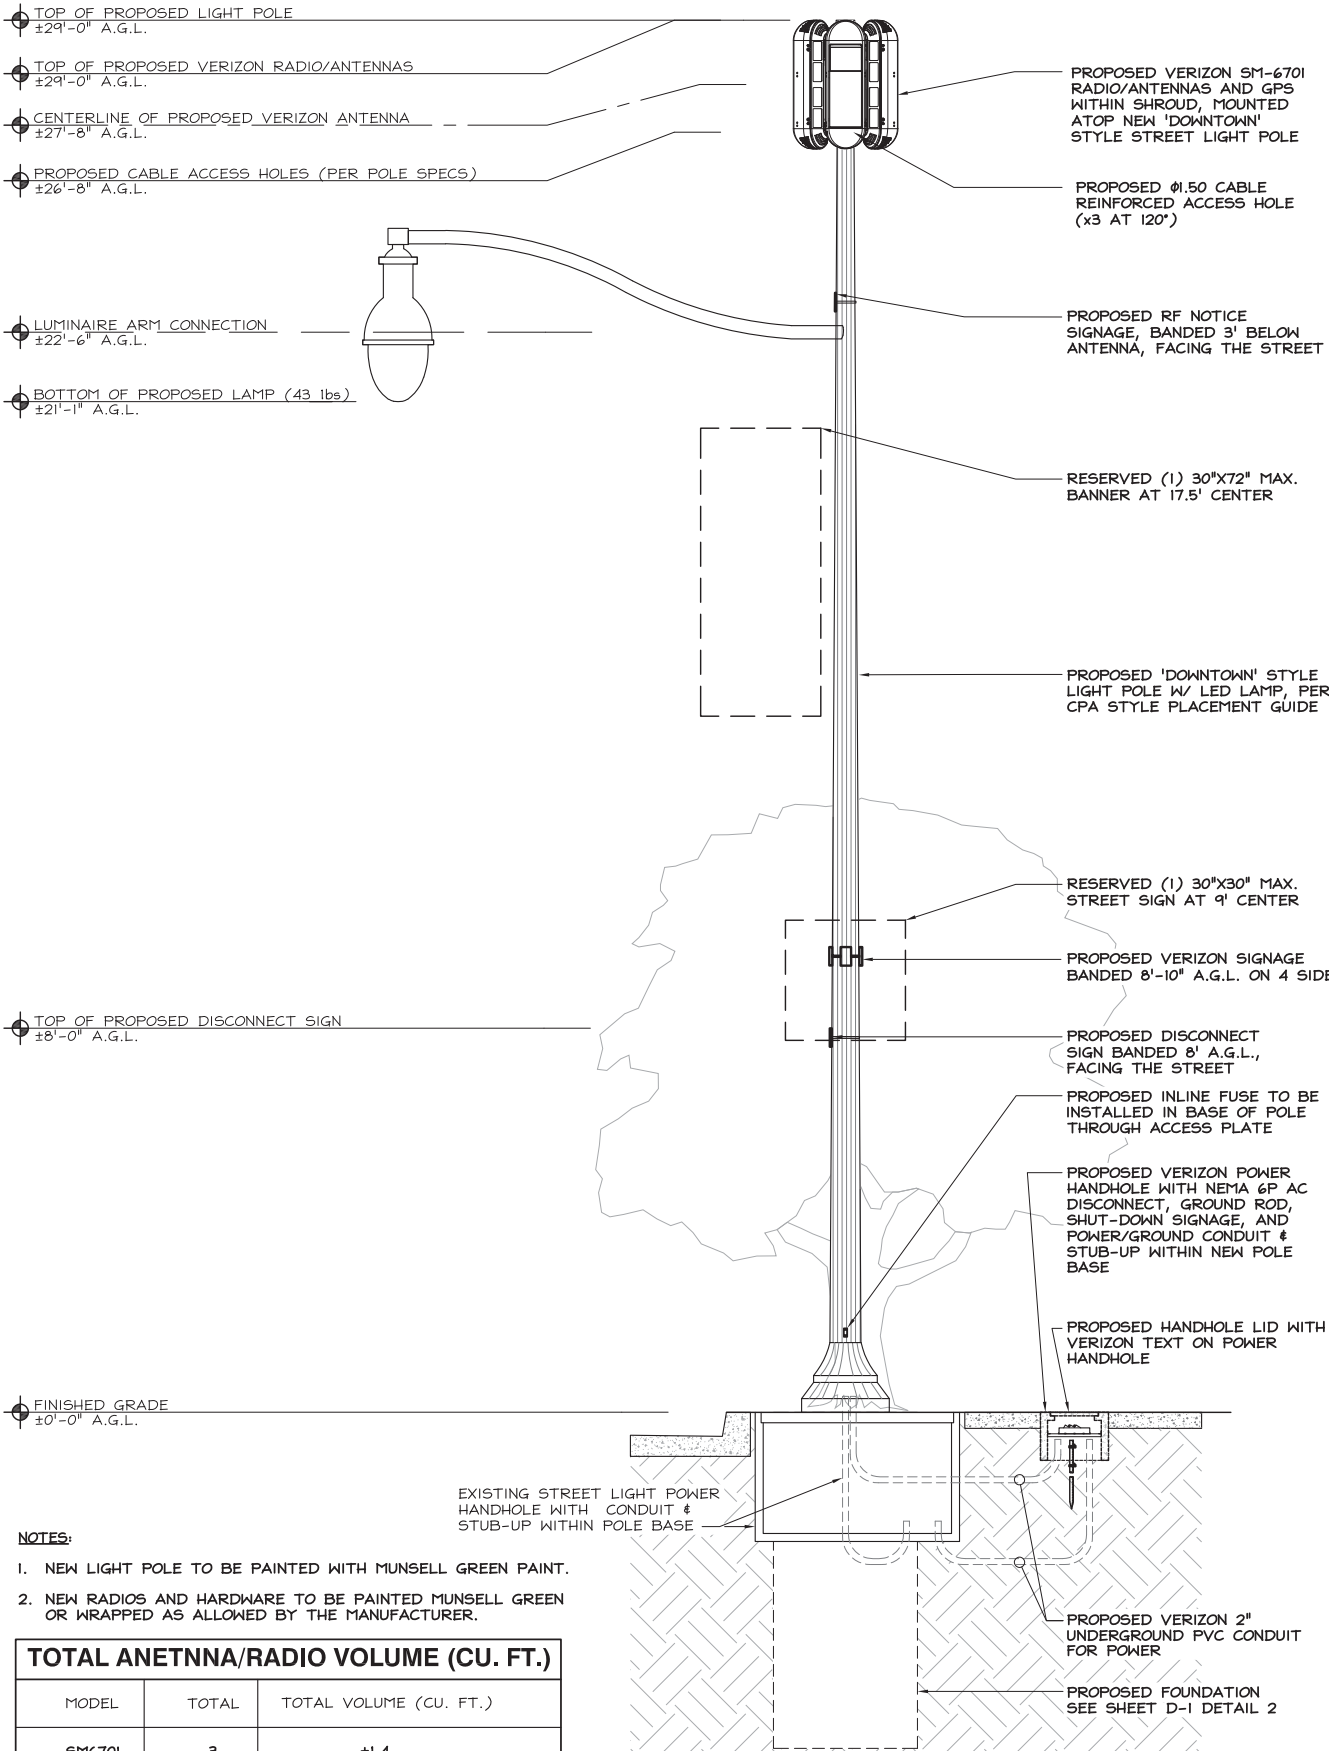 TOP OF PROPOSED LIGHT POLE
±29'-0" A.G.L.
TOP OF PROPOSED VERIZON RADIO/ANTENNAS
±29'-0" A.G.L.
CENTERLINE OF PROPOSED VERIZON ANTENNA
±27'-8" A.G.L.
PROPOSED CABLE ACCESS HOLES (PER POLE SPECS)
±26'-8" A.G.L.
LUMINAIRE ARM CONNECTION
±22'-6" A.G.L.
BOTTOM OF PROPOSED LAMP (43 lbs)
±21'-1" A.G.L.
TOP OF PROPOSED DISCONNECT SIGN
±8'-0" A.G.L.
FINISHED GRADE
±0'-0" A.G.L.
PROPOSED VERIZON SM-6701
RADIO/ANTENNAS AND GPS
WITHIN SHROUD, MOUNTED
ATOP NEW 'DOWNTOWN'
STYLE STREET LIGHT POLE
PROPOSED Ø1.50 CABLE
REINFORCED ACCESS HOLE
(x3 AT 120°)
PROPOSED RF NOTICE
SIGNAGE, BANDED 3' BELOW
ANTENNA, FACING THE STREET
RESERVED (1) 30"X72" MAX.
BANNER AT 17.5' CENTER
PROPOSED 'DOWNTOWN' STYLE
LIGHT POLE W/ LED LAMP, PER
CPA STYLE PLACEMENT GUIDE
RESERVED (1) 30"X30" MAX.
STREET SIGN AT 9' CENTER
PROPOSED VERIZON SIGNAGE
BANDED 8'-10" A.G.L. ON 4 SIDE
PROPOSED DISCONNECT
SIGN BANDED 8' A.G.L.,
FACING THE STREET
PROPOSED INLINE FUSE TO BE
INSTALLED IN BASE OF POLE
THROUGH ACCESS PLATE
PROPOSED VERIZON POWER
HANDHOLE WITH NEMA 6P AC
DISCONNECT, GROUND ROD,
SHUT-DOWN SIGNAGE, AND
POWER/GROUND CONDUIT &
STUB-UP WITHIN NEW POLE
BASE
PROPOSED HANDHOLE LID WITH
VERIZON TEXT ON POWER
HANDHOLE
EXISTING STREET LIGHT POWER
HANDHOLE WITH CONDUIT &
STUB-UP WITHIN POLE BASE
PROPOSED VERIZON 2"
UNDERGROUND PVC CONDUIT
FOR POWER
PROPOSED FOUNDATION
SEE SHEET D-1 DETAIL 2
NOTES:
1. NEW LIGHT POLE TO BE PAINTED WITH MUNSELL GREEN PAINT.
2. NEW RADIOS AND HARDWARE TO BE PAINTED MUNSELL GREEN
OR WRAPPED AS ALLOWED BY THE MANUFACTURER.
TOTAL ANETNNA/RADIO VOLUME (CU. FT.)
MODEL TOTAL TOTAL VOLUME (CU. FT.)
SM6701 3 ±1.4